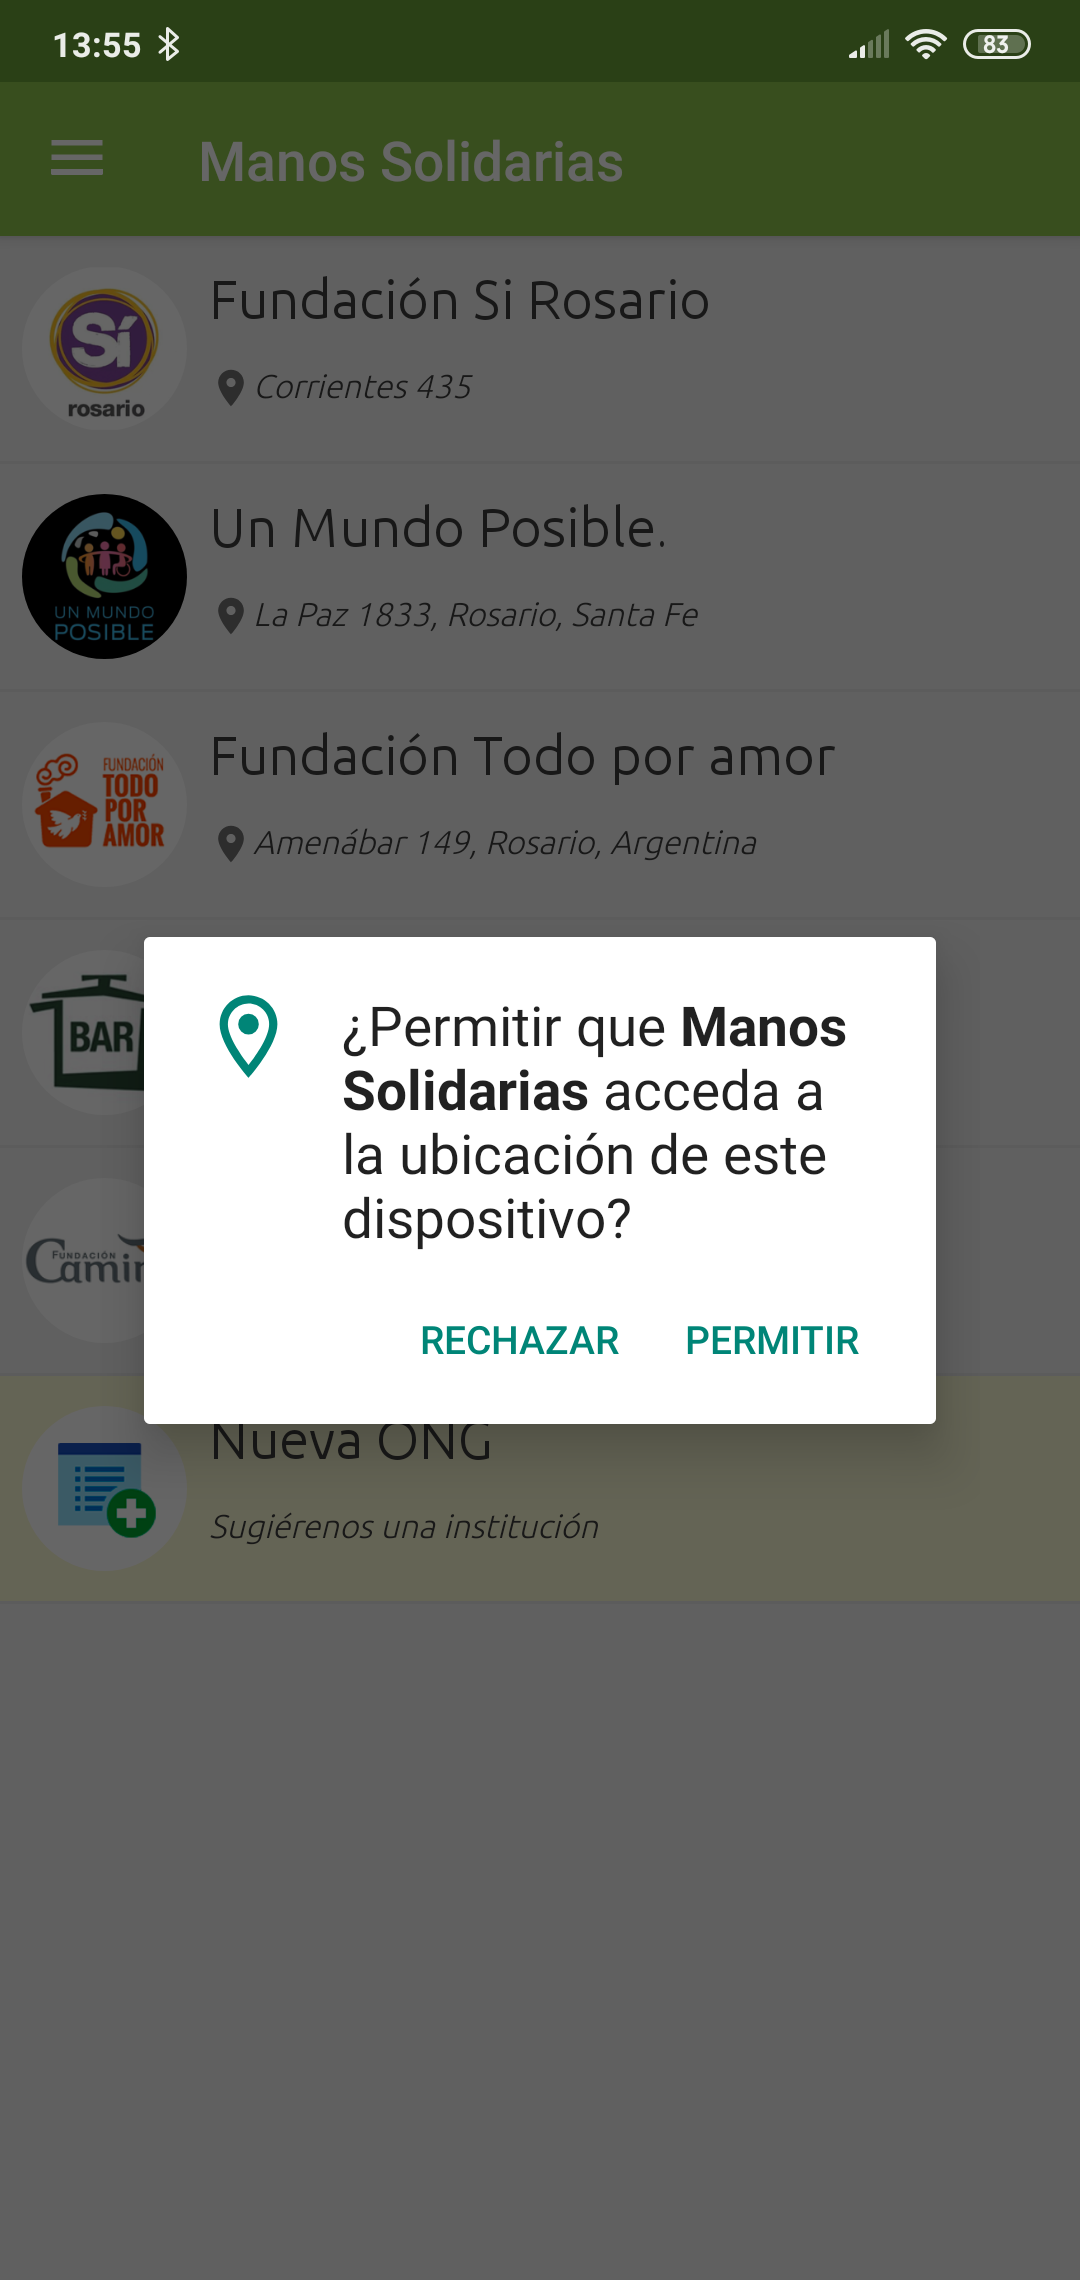 13:55
83
Manos Solidarias
Sí
rosario
Fundación Si Rosario
Corrientes 435
UN MUNDO
POSIBLE
Un Mundo Posible.
La Paz 1833, Rosario, Santa Fe
FUNDACIÓN
TODO
POR
AMOR
Fundación Todo por amor
Amenábar 149, Rosario, Argentina
BAR
¿Permitir que Manos
Solidarias acceda a
la ubicación de este
dispositivo?
FUNDACIÓN
RECHAZAR PERMITIR
Nueva ONG
Sugiérenos una institución